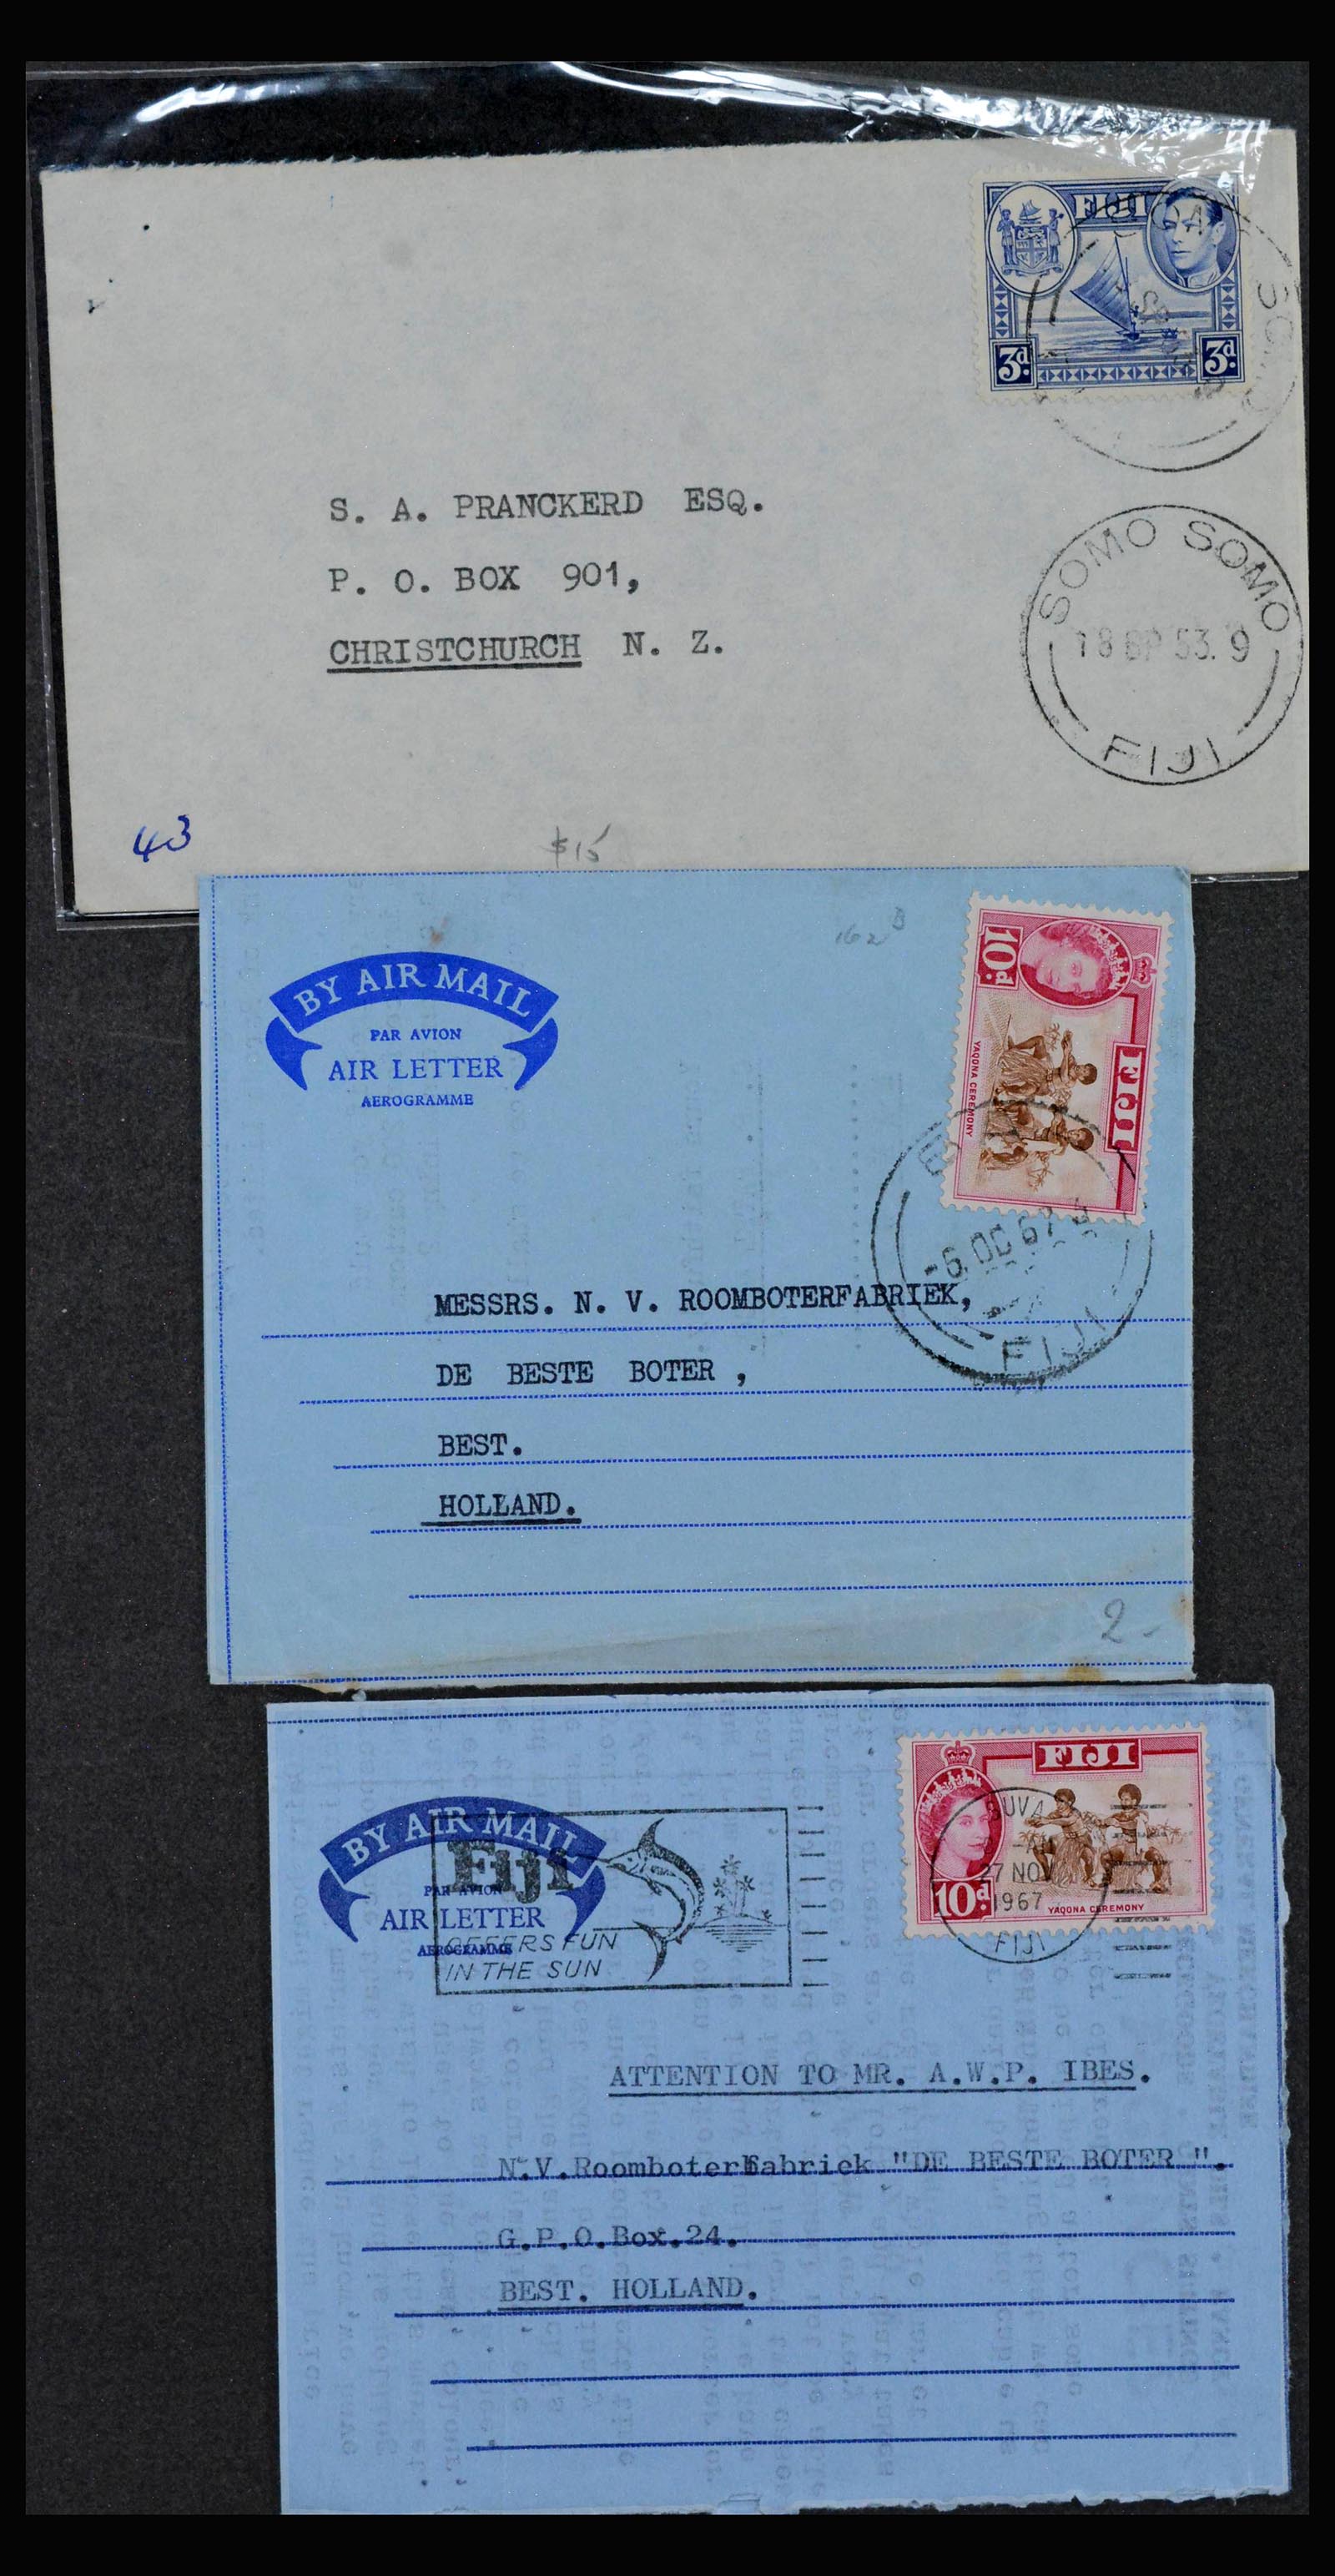 FIJI
3d.
3d.
SOMO
S. A. PRANCKERD ESQ.
P. O. BOX 901,
CHRISTCHURCH N. Z.
SOMO SOMO
18 SP 53. 9
FIJI
43
$15
162 B
BY AIR MAIL
PAR AVION
AIR LETTER
AEROGRAMME
10d
FIJI
YAQONA CEREMONY
-6 OC 67
FIJI
MESSRS. N. V. ROOMBOTERFABRIEK,
DE BESTE BOTER ,
BEST.
HOLLAND.
2-
BY AIR MAIL
PAR AVION
AIR LETTER
AEROGRAMME
Fiji
OFFERS FUN
IN THE SUN
FIJI
10d
YAQONA CEREMONY
SUVA
27 NOV
1967
FIJI
ATTENTION TO MR. A.W.P. IBES.
N.V.Roomboterfabriek "DE BESTE BOTER ".
G.P.O.Box.24.
BEST. HOLLAND.